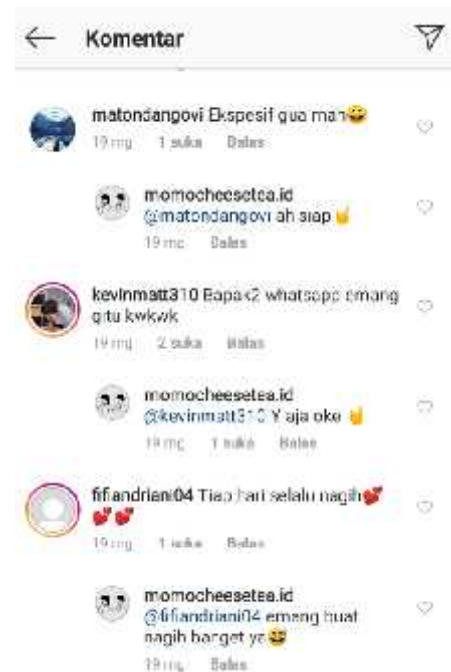 Komentar
matondangovi Ekspesif gua mah😄
19 mg 1 suka Balas
momocheesetea.id
@matondangovi ah siap🤘
19 mg Balas
kevinmatt310 Bapak2 whatsapp emang
gitu kwkwk
19 mg 2 suka Balas
momocheesetea.id
@kevinmatt310 Y aja oke 🤘
19 mg 1 suka Balas
fifiandriani04 Tiap hari selalu nagih💕
💕💕
19 mg 1 suka Balas
momocheesetea.id
@fifiandriani04 emang buat
nagih banget ya😄
19 mg Balas